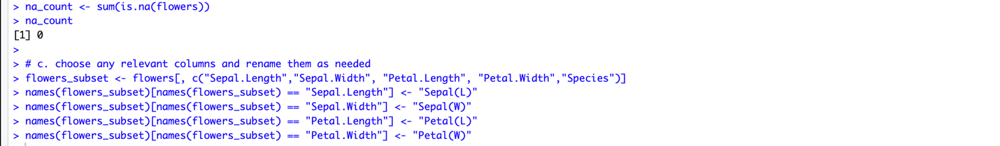 > na_count <- sum(is.na(flowers))
> na_count
[1] 0
>
> # c. choose any relevant columns and rename them as needed
> flowers_subset <- flowers[, c("Sepal.Length","Sepal.Width", "Petal.Length", "Petal.Width","Species")]
> names(flowers_subset)[names(flowers_subset) == "Sepal.Length"] <- "Sepal(L)"
> names(flowers_subset)[names(flowers_subset) == "Sepal.Width"] <- "Sepal(W)"
> names(flowers_subset)[names(flowers_subset) == "Petal.Length"] <- "Petal(L)"
> names(flowers_subset)[names(flowers_subset) == "Petal.Width"] <- "Petal(W)"